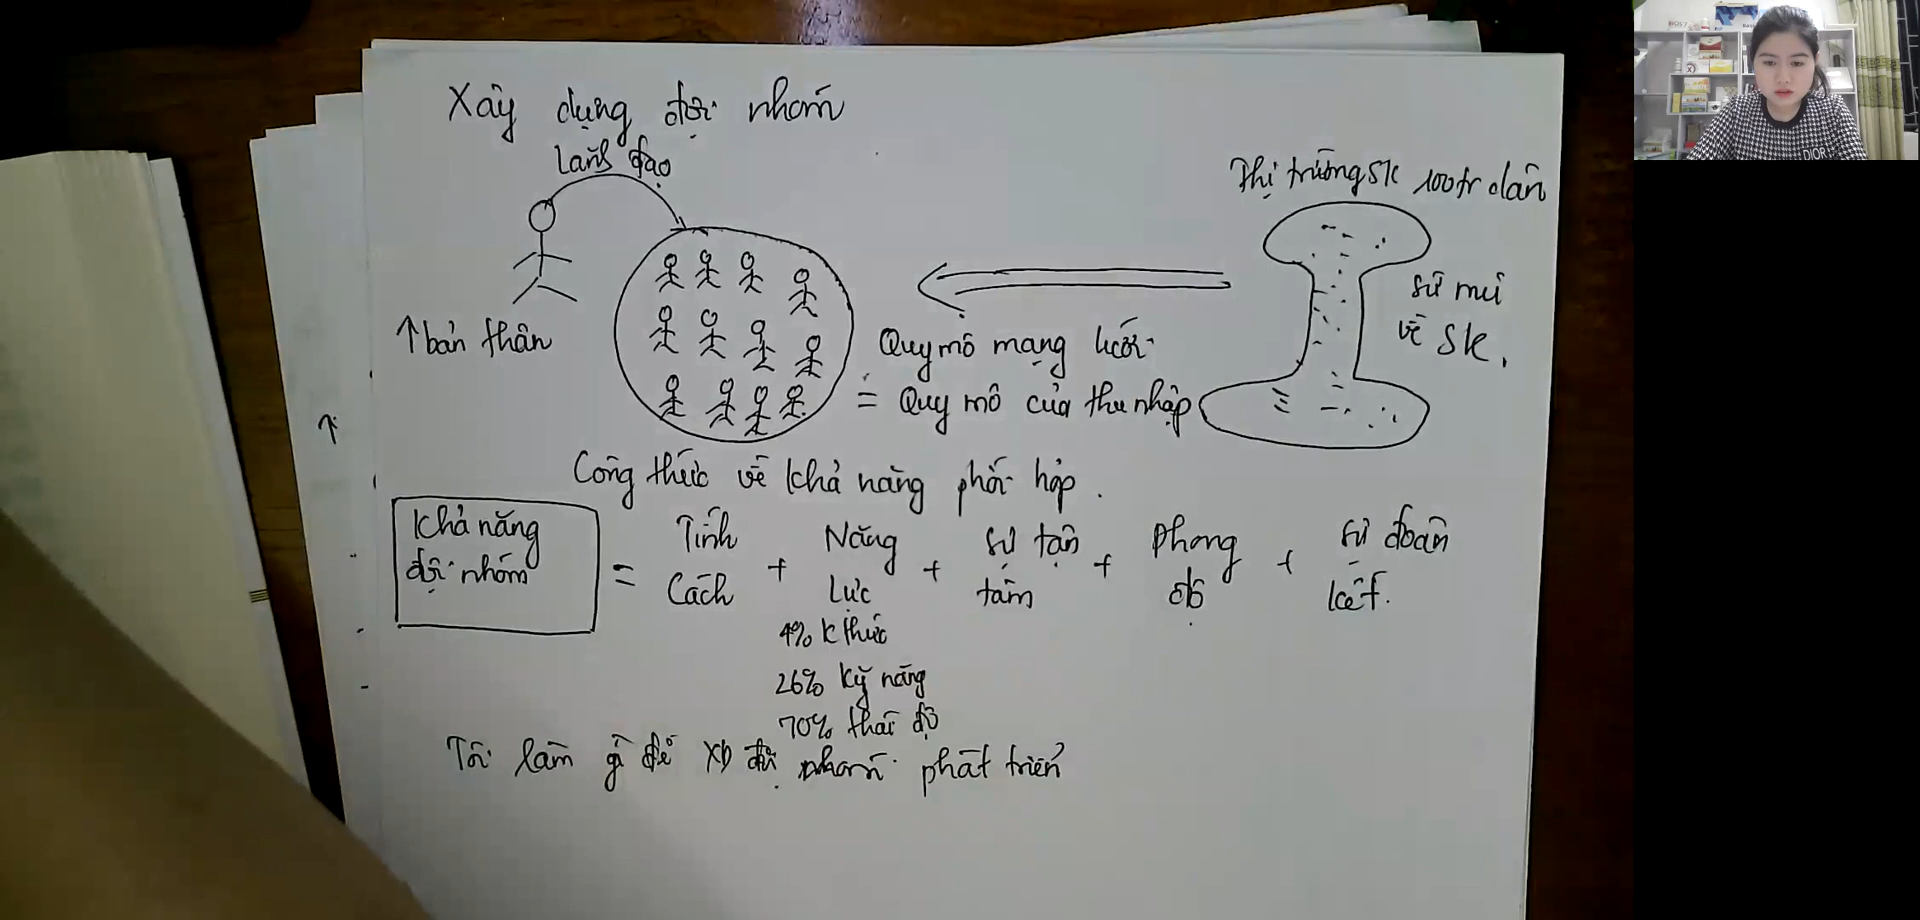 Xây dựng đội nhóm
Lãnh đạo
Thị trường SK 100tr dân
sứ mệ
về SK.
↑ bản thân
Quy mô mạng lưới
= Quy mô của thu nhập
↑
Công thức về khả năng phối hợp.
Khả năng
đội nhóm
= Tính Cách + Năng Lực + sự tận tâm + Phong độ + sự đoàn kết.
4% k thức
26% kỹ năng
70% thái độ
Tôi làm gì để XD đội nhóm phát triển
DIOR